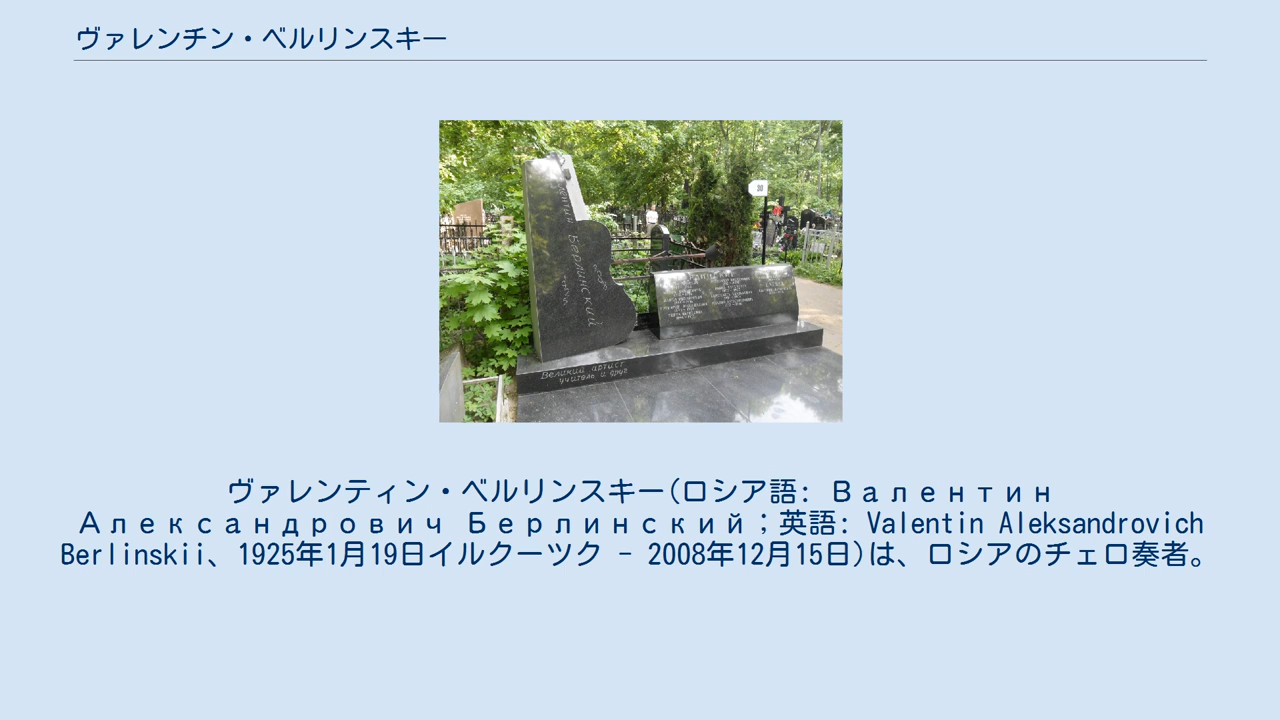 ヴァレンチン・ベルリンスキー
Берлинский
2008
1925
Великий артист
учитель и друг
ヴァレンティン・ベルリンスキー(ロシア語: Валентин
Александрович Берлинский;英語: Valentin Aleksandrovich
Berlinskii、1925年1月19日イルクーツク - 2008年12月15日)は、ロシアのチェロ奏者。